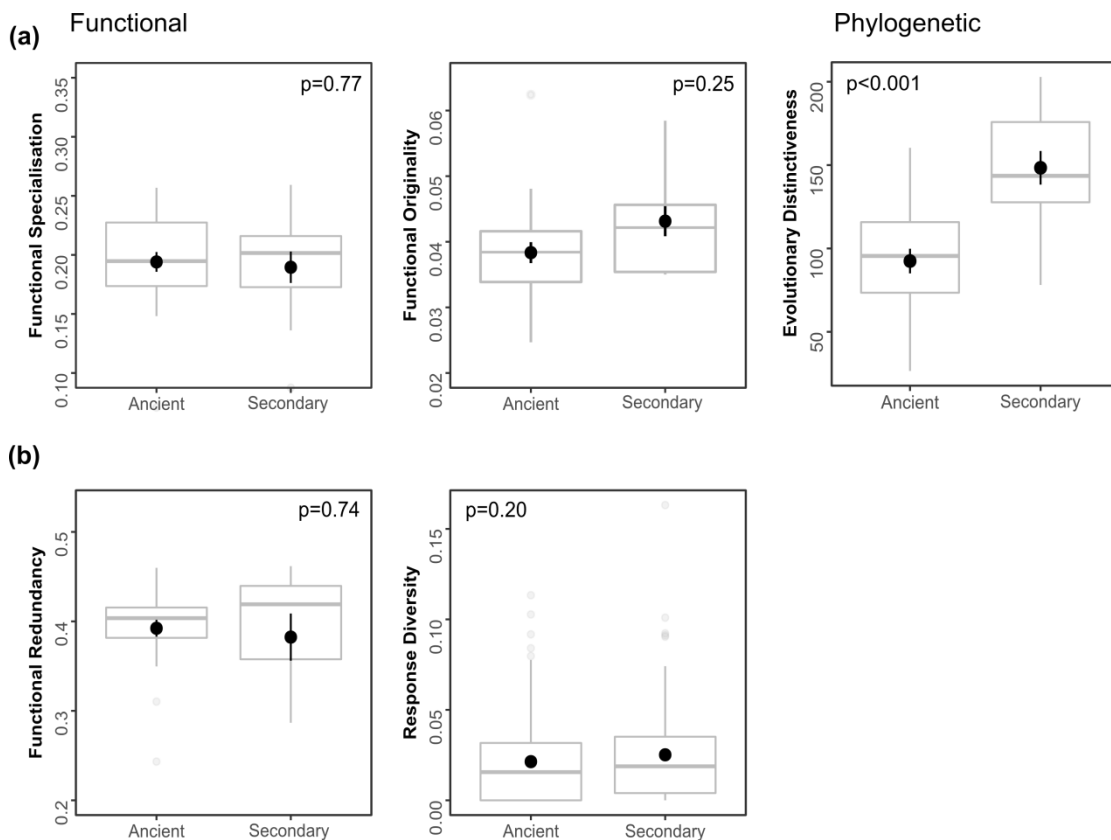 Functional
Phylogenetic
(a)
p=0.77
Functional Specialisation
0.10
0.15
0.20
0.25
0.30
0.35
Ancient
Secondary
p=0.25
Functional Originality
0.02
0.03
0.04
0.05
0.06
Ancient
Secondary
p<0.001
Evolutionary Distinctiveness
50
100
150
200
Ancient
Secondary
(b)
p=0.74
Functional Redundancy
0.2
0.3
0.4
0.5
Ancient
Secondary
p=0.20
Response Diversity
0.00
0.05
0.10
0.15
Ancient
Secondary